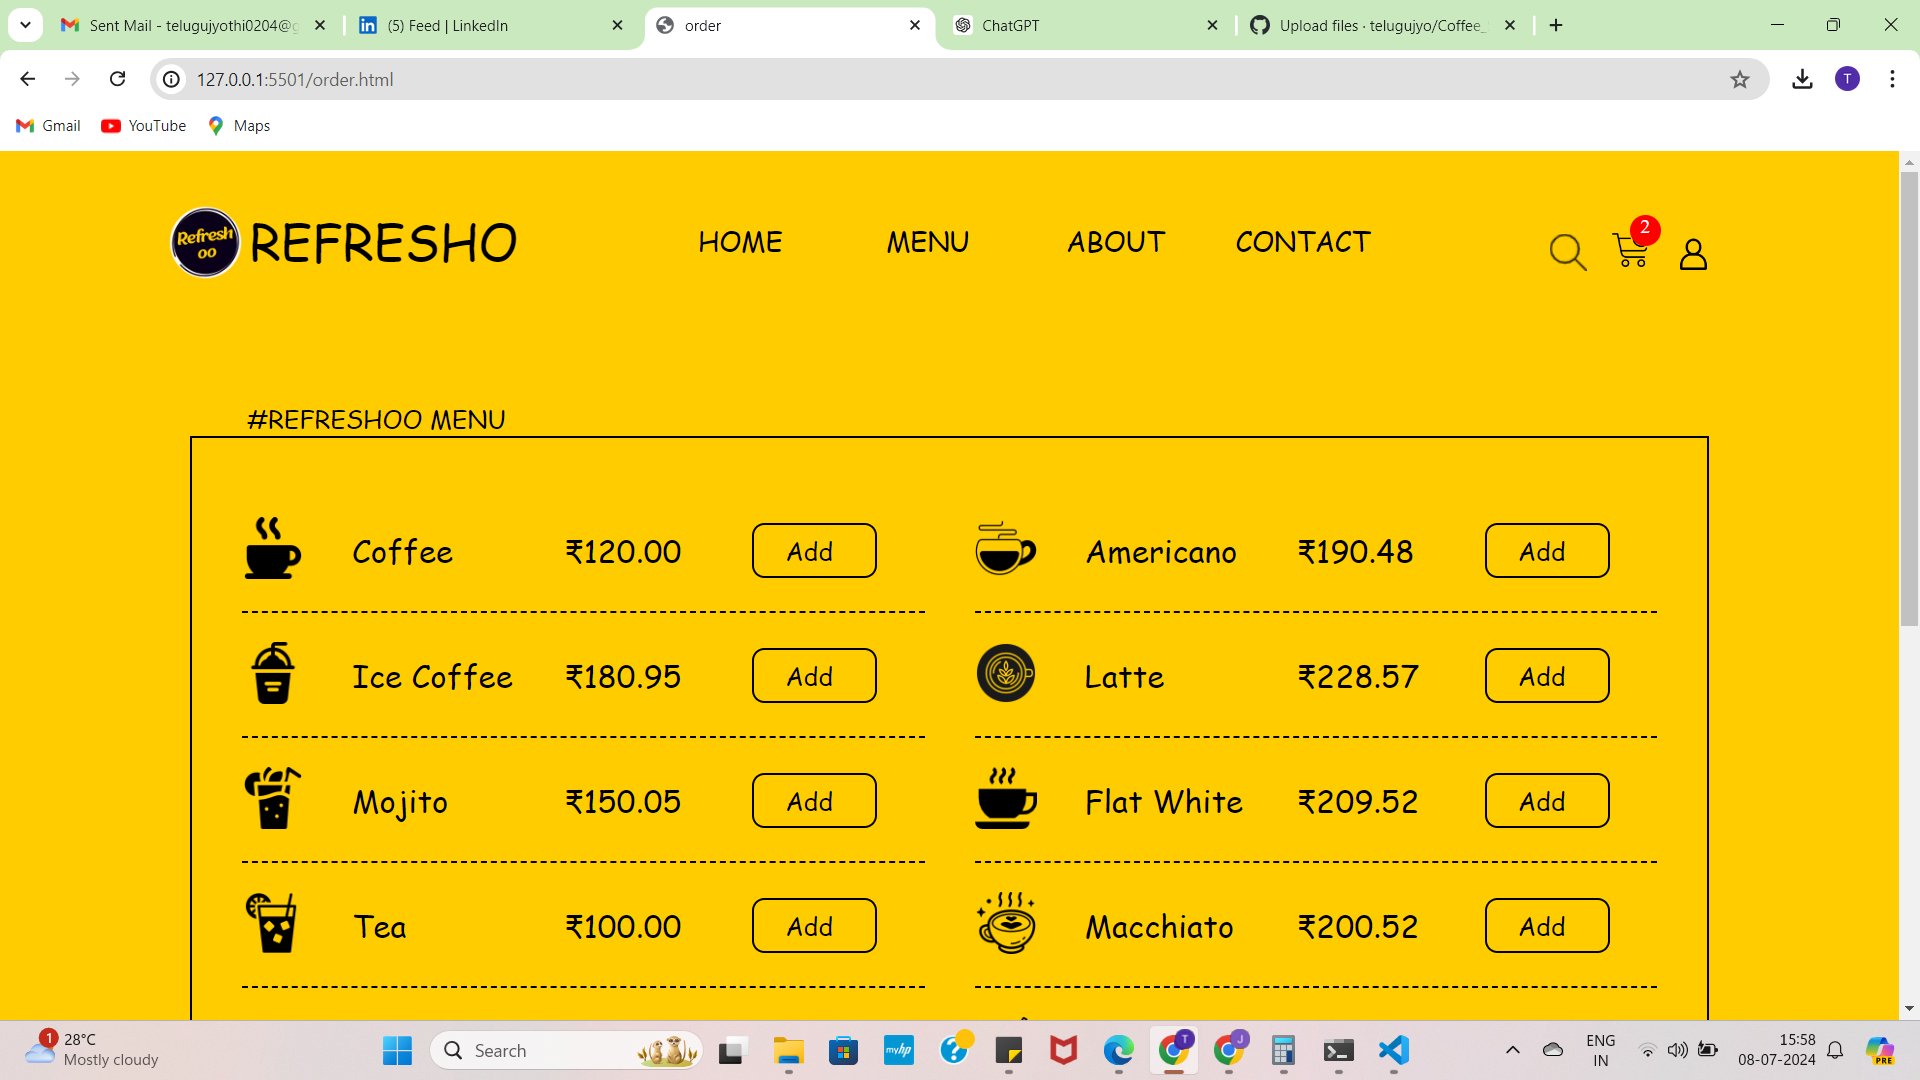 Sent Mail - telugujyothi0204@g
(5) Feed | LinkedIn
order
ChatGPT
Upload files · telugujyo/Coffee_
127.0.0.1:5501/order.html
T
Gmail
YouTube
Maps
Refresh
oo
REFRESHO
HOME
MENU
ABOUT
CONTACT
2
#REFRESHOO MENU
Coffee ₹120.00 Add
Americano ₹190.48 Add
Ice Coffee ₹180.95 Add
Latte ₹228.57 Add
Mojito ₹150.05 Add
Flat White ₹209.52 Add
Tea ₹100.00 Add
Macchiato ₹200.52 Add
1
28°C
Mostly cloudy
Search
myhp
?
T
J
ENG
IN
15:58
08-07-2024
PRE